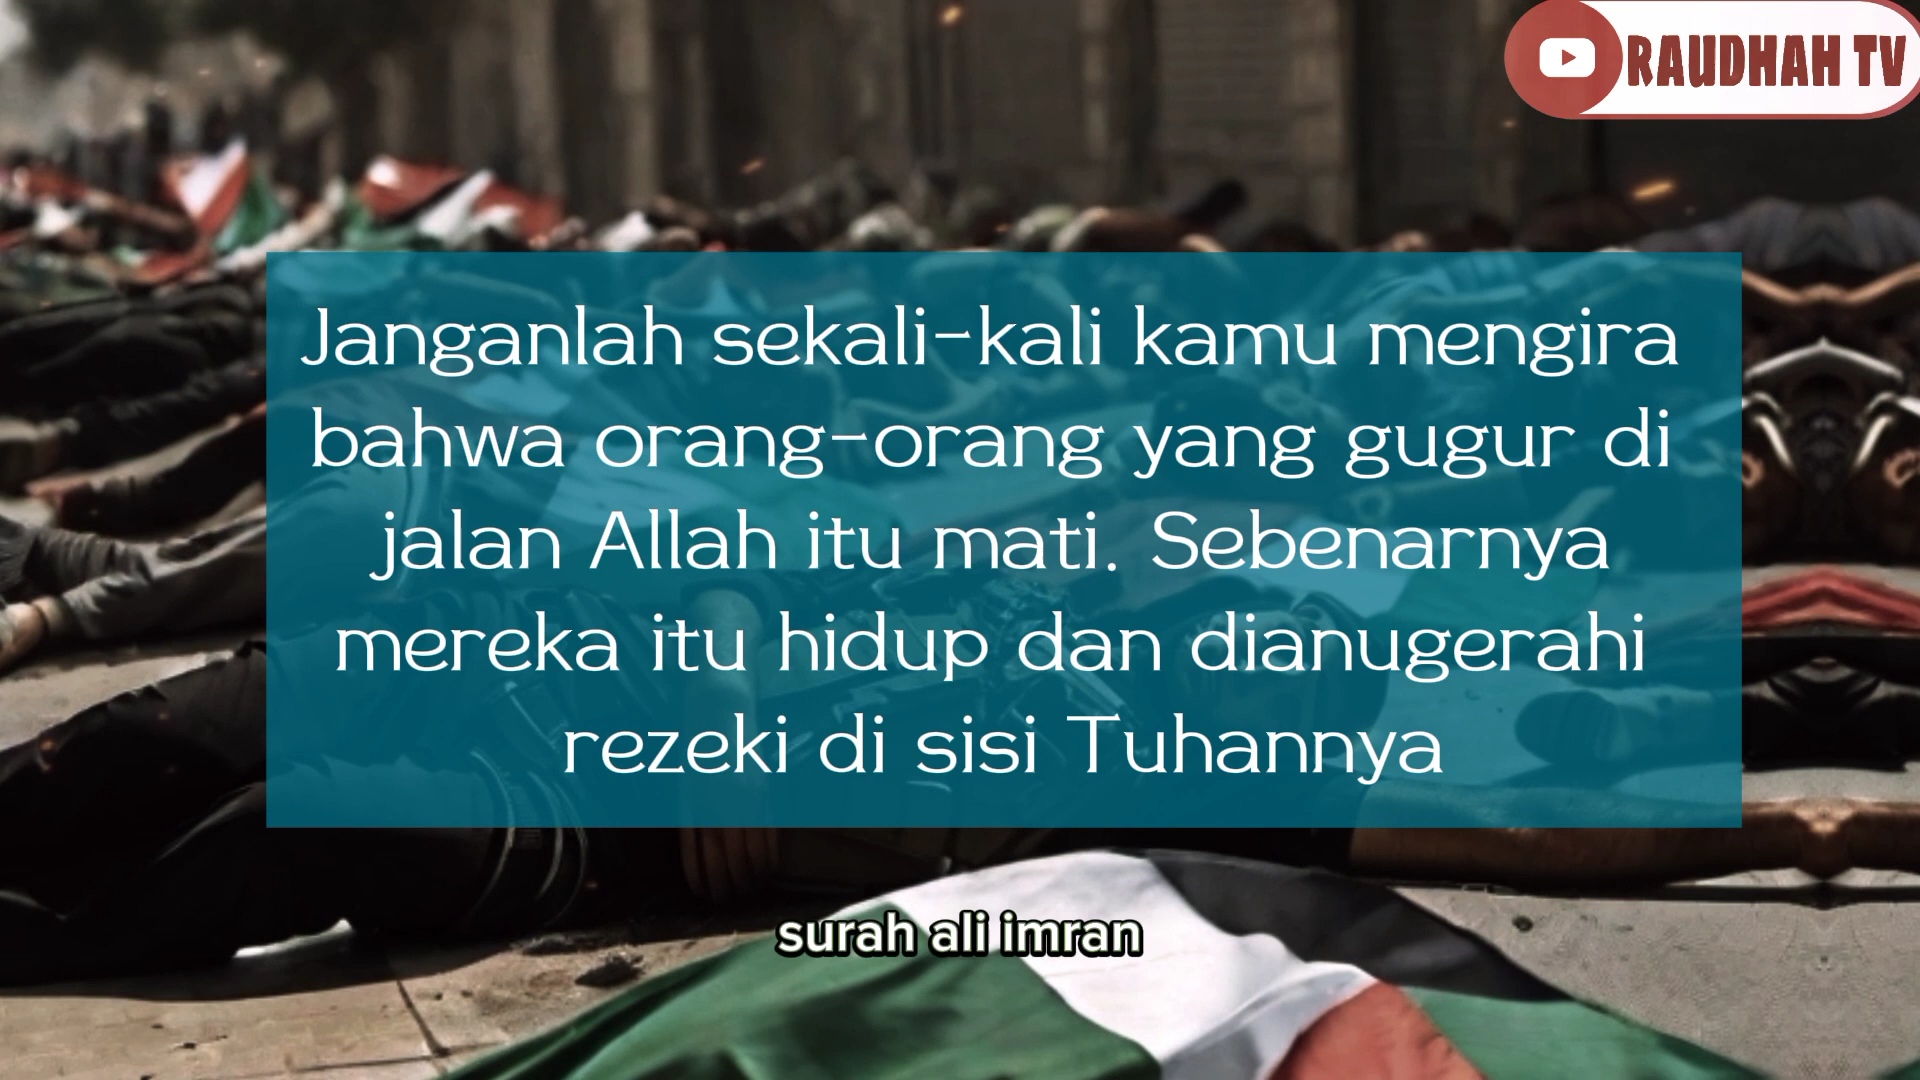 RAUDHAH TV
Janganlah sekali-kali kamu mengira
bahwa orang-orang yang gugur di
jalan Allah itu mati. Sebenarnya
mereka itu hidup dan dianugerahi
rezeki di sisi Tuhannya
surah ali imran